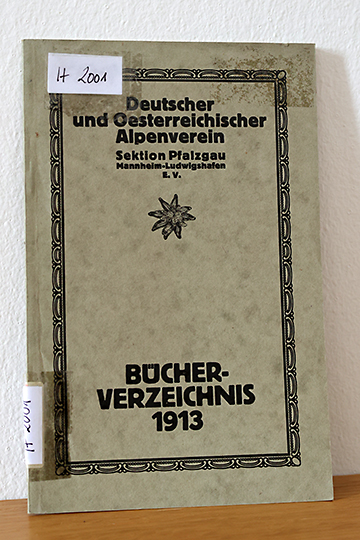 H 2001
Deutscher
und Oesterreichischer
Alpenverein
Sektion Pfalzgau
Mannheim-Ludwigshafen
E. V.
BÜCHER-
VERZEICHNIS
1913
H 2001